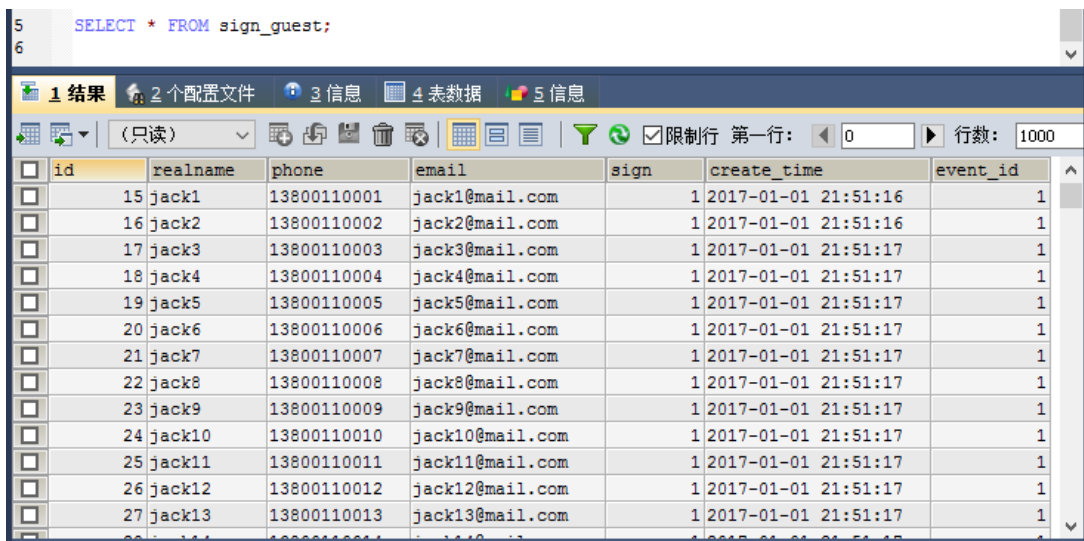 5 SELECT * FROM sign_guest;
6
1 结果 2 个配置文件 3 信息 4 表数据 5 信息
（只读） 限制行 第一行: 0 行数: 1000
id realname phone email sign create_time event_id
15 jack1 13800110001 jack1@mail.com 1 2017-01-01 21:51:16 1
16 jack2 13800110002 jack2@mail.com 1 2017-01-01 21:51:16 1
17 jack3 13800110003 jack3@mail.com 1 2017-01-01 21:51:17 1
18 jack4 13800110004 jack4@mail.com 1 2017-01-01 21:51:17 1
19 jack5 13800110005 jack5@mail.com 1 2017-01-01 21:51:17 1
20 jack6 13800110006 jack6@mail.com 1 2017-01-01 21:51:17 1
21 jack7 13800110007 jack7@mail.com 1 2017-01-01 21:51:17 1
22 jack8 13800110008 jack8@mail.com 1 2017-01-01 21:51:17 1
23 jack9 13800110009 jack9@mail.com 1 2017-01-01 21:51:17 1
24 jack10 13800110010 jack10@mail.com 1 2017-01-01 21:51:17 1
25 jack11 13800110011 jack11@mail.com 1 2017-01-01 21:51:17 1
26 jack12 13800110012 jack12@mail.com 1 2017-01-01 21:51:17 1
27 jack13 13800110013 jack13@mail.com 1 2017-01-01 21:51:17 1